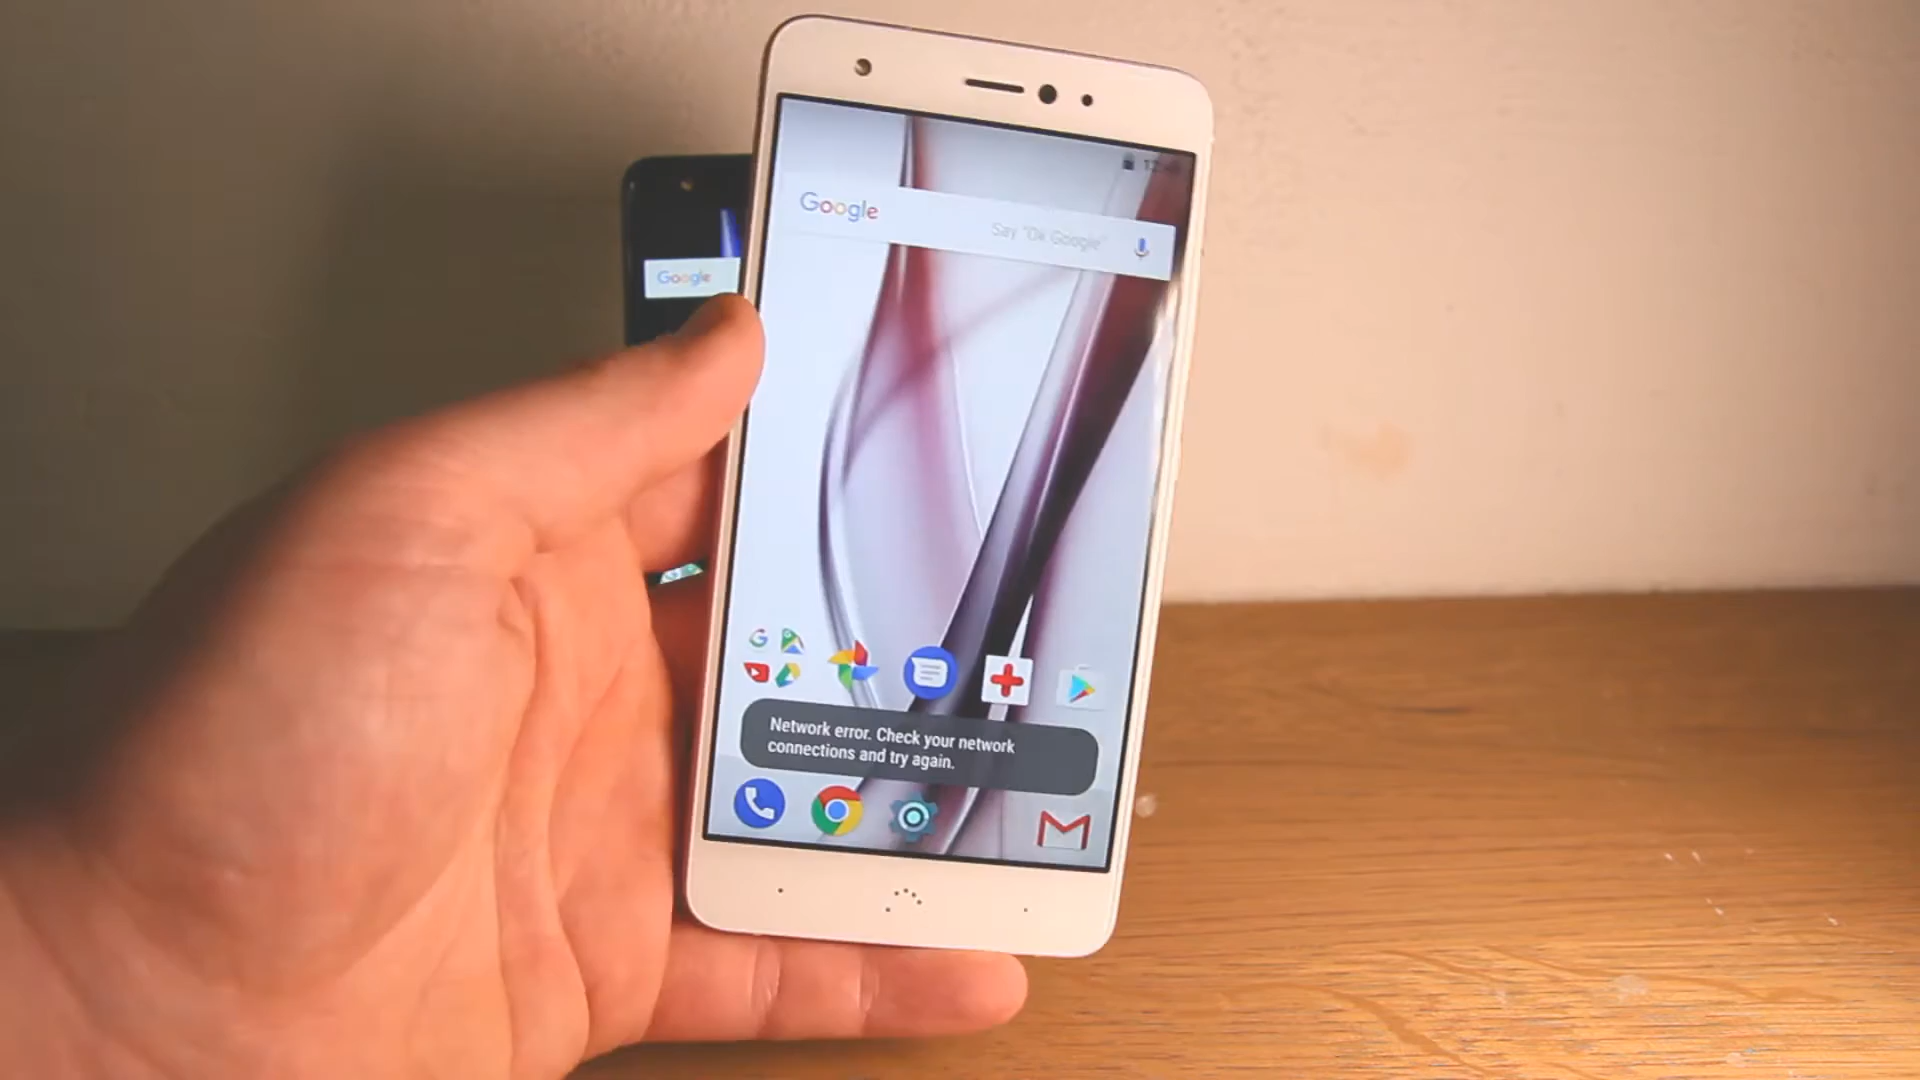 Google
Say "Ok Google"
Google
Network error. Check your network
connections and try again.